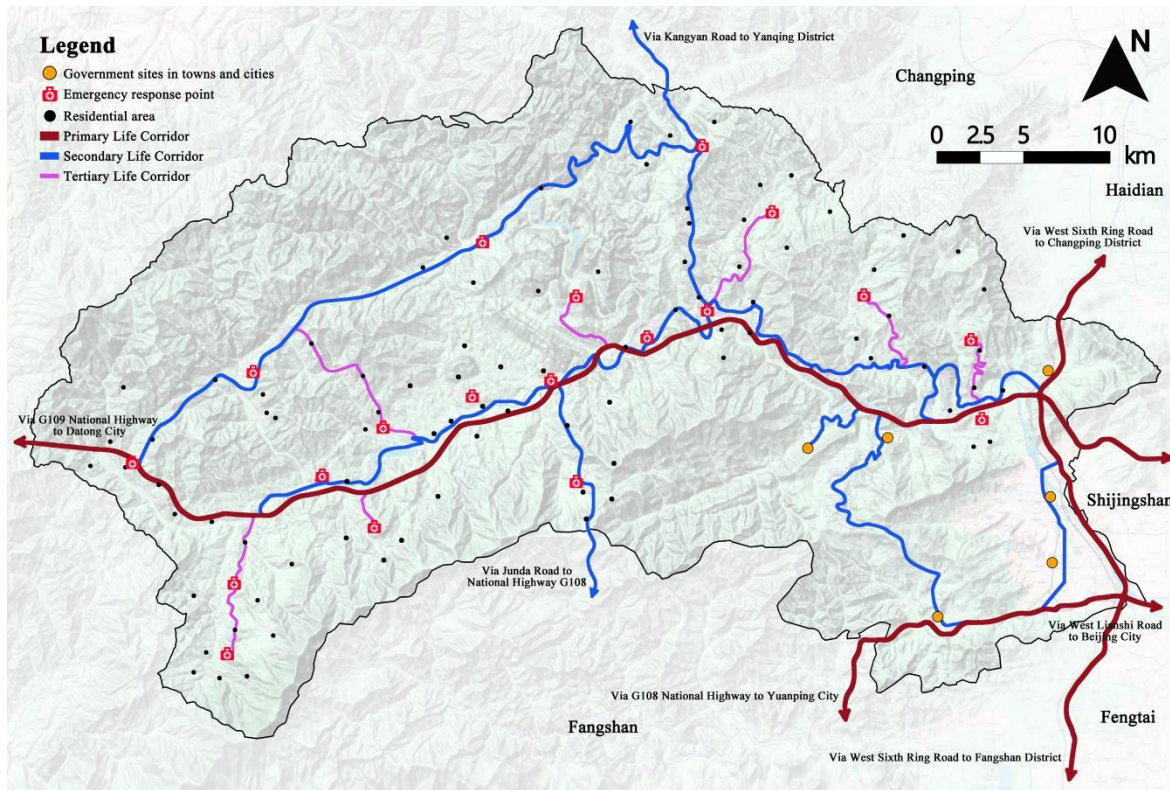 Legend
Government sites in towns and cities
Emergency response point
Residential area
Primary Life Corridor
Secondary Life Corridor
Tertiary Life Corridor
Via Kangyan Road to Yanqing District
Changping
N
0 2.5 5 10
km
Haidian
Via West Sixth Ring Road
to Changping District
Via G109 National Highway
to Datong City
Shijingshan
Via Junda Road to
National Highway G108
Via West Lianshi Road
to Beijing City
Via G108 National Highway to Yuanping City
Fangshan
Fengtai
Via West Sixth Ring Road to Fangshan District